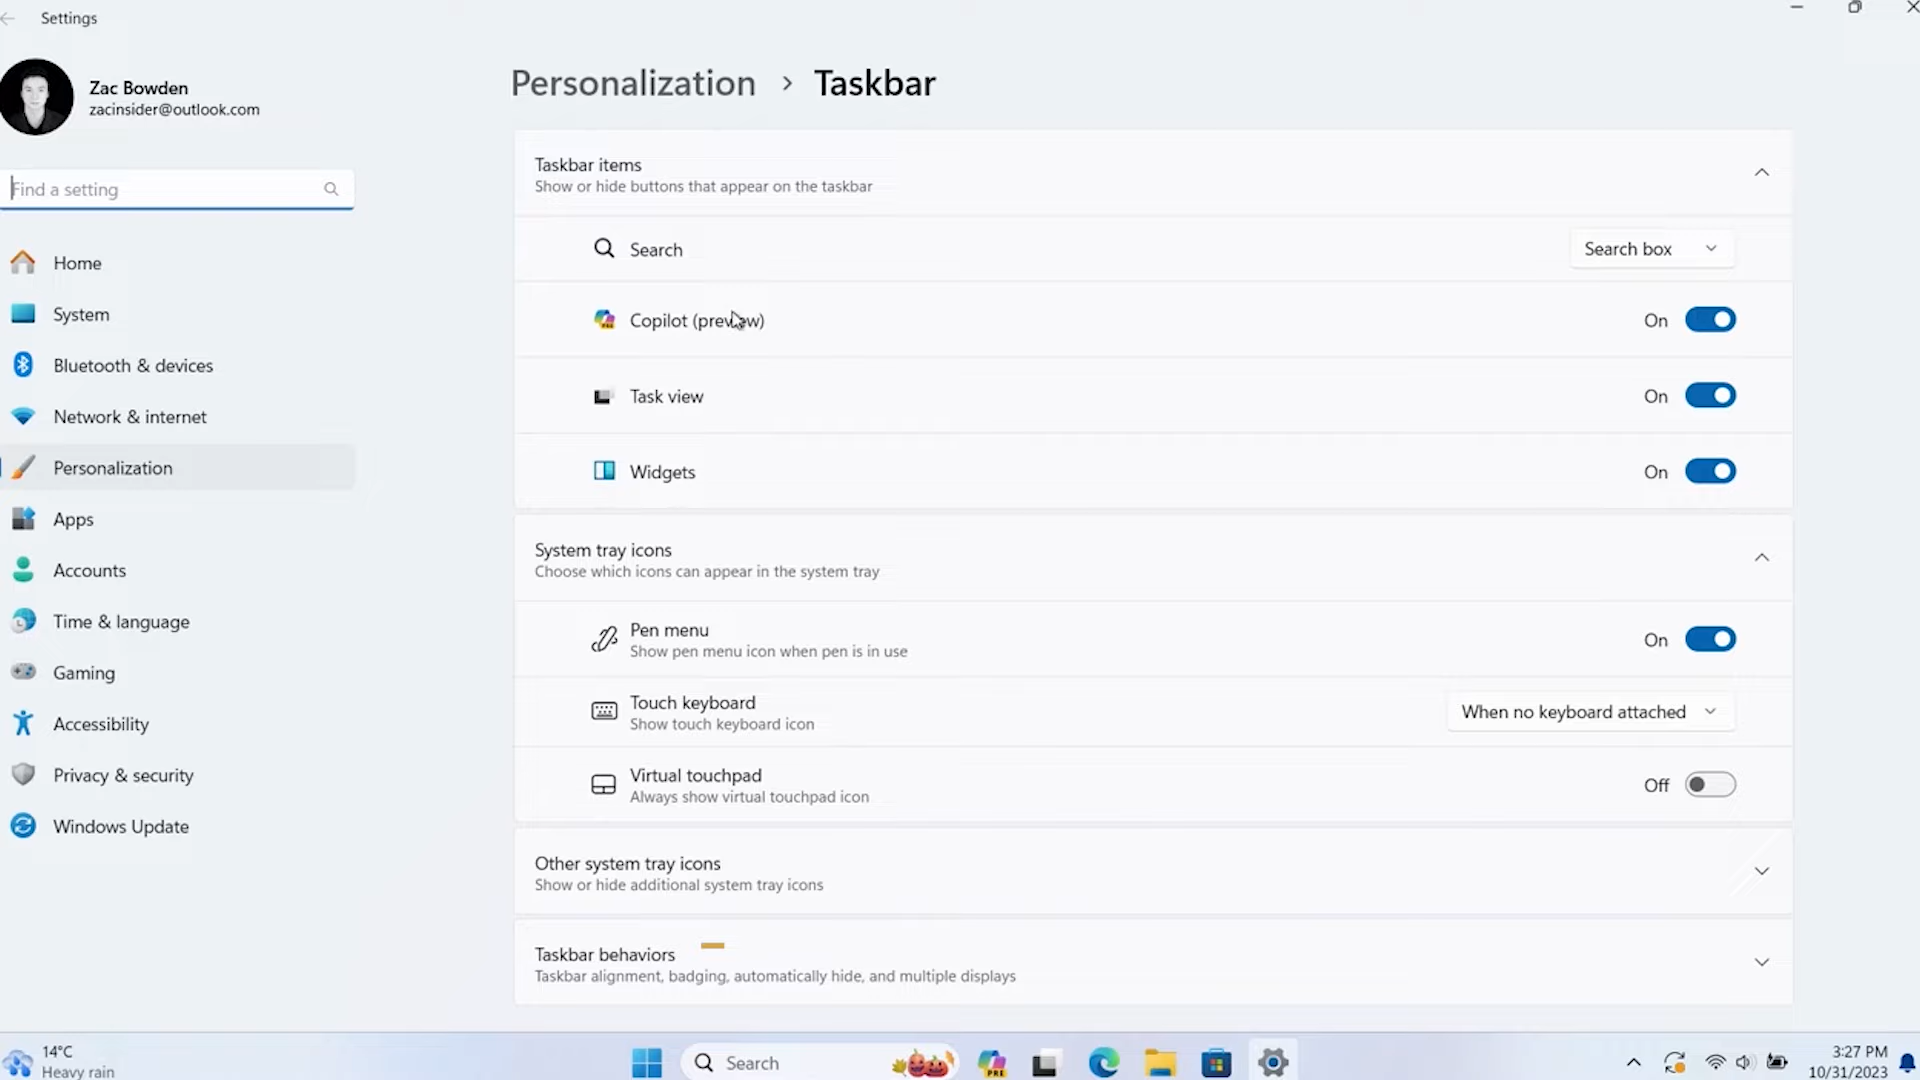 Settings
Zac Bowden
zacinsider@outlook.com
Find a setting
Home
System
Bluetooth & devices
Network & internet
Personalization
Apps
Accounts
Time & language
Gaming
Accessibility
Privacy & security
Windows Update
Personalization > Taskbar
Taskbar items
Show or hide buttons that appear on the taskbar
Search
Search box
Copilot (preview)
On
Task view
On
Widgets
On
System tray icons
Choose which icons can appear in the system tray
Pen menu
Show pen menu icon when pen is in use
On
Touch keyboard
Show touch keyboard icon
When no keyboard attached
Virtual touchpad
Always show virtual touchpad icon
Off
Other system tray icons
Show or hide additional system tray icons
Taskbar behaviors
Taskbar alignment, badging, automatically hide, and multiple displays
14°C
Heavy rain
Search
PRE
3:27 PM
10/31/2023